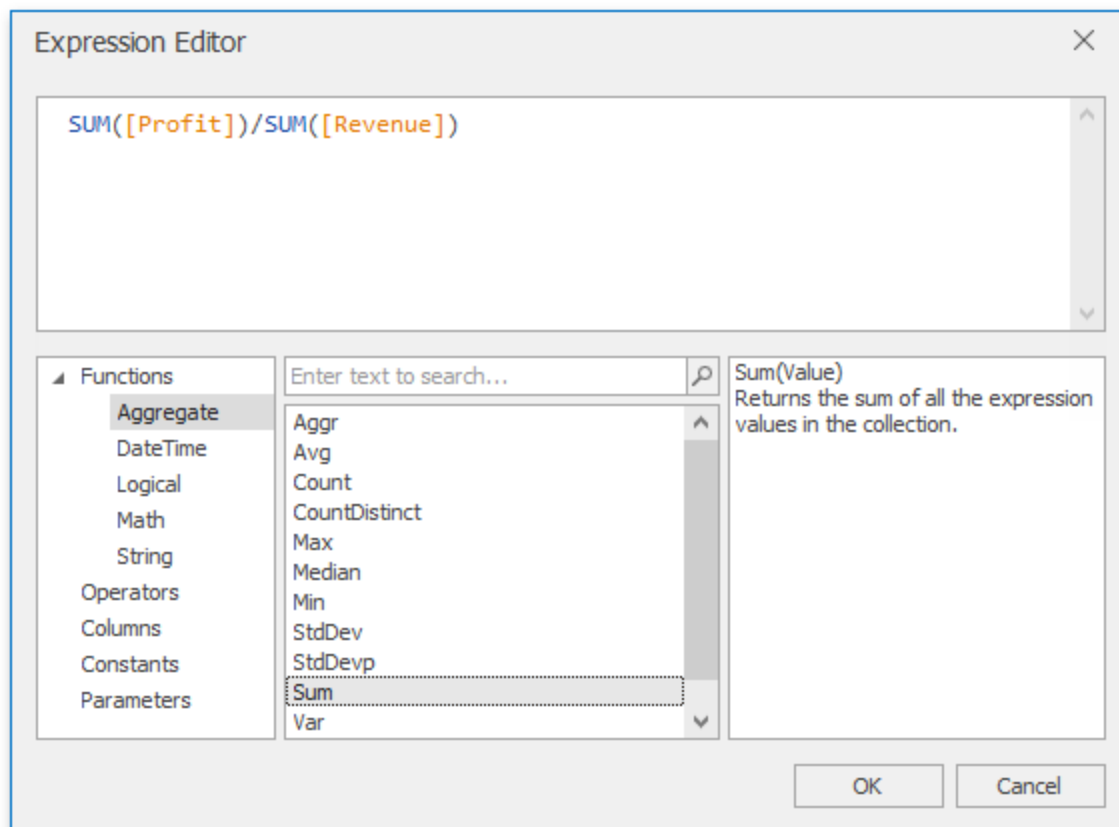 Expression Editor
SUM([Profit])/SUM([Revenue])
Functions
Aggregate
DateTime
Logical
Math
String
Operators
Columns
Constants
Parameters
Enter text to search...
Aggr
Avg
Count
CountDistinct
Max
Median
Min
StdDev
StdDevp
Sum
Var
Sum(Value)
Returns the sum of all the expression
values in the collection.
OK
Cancel